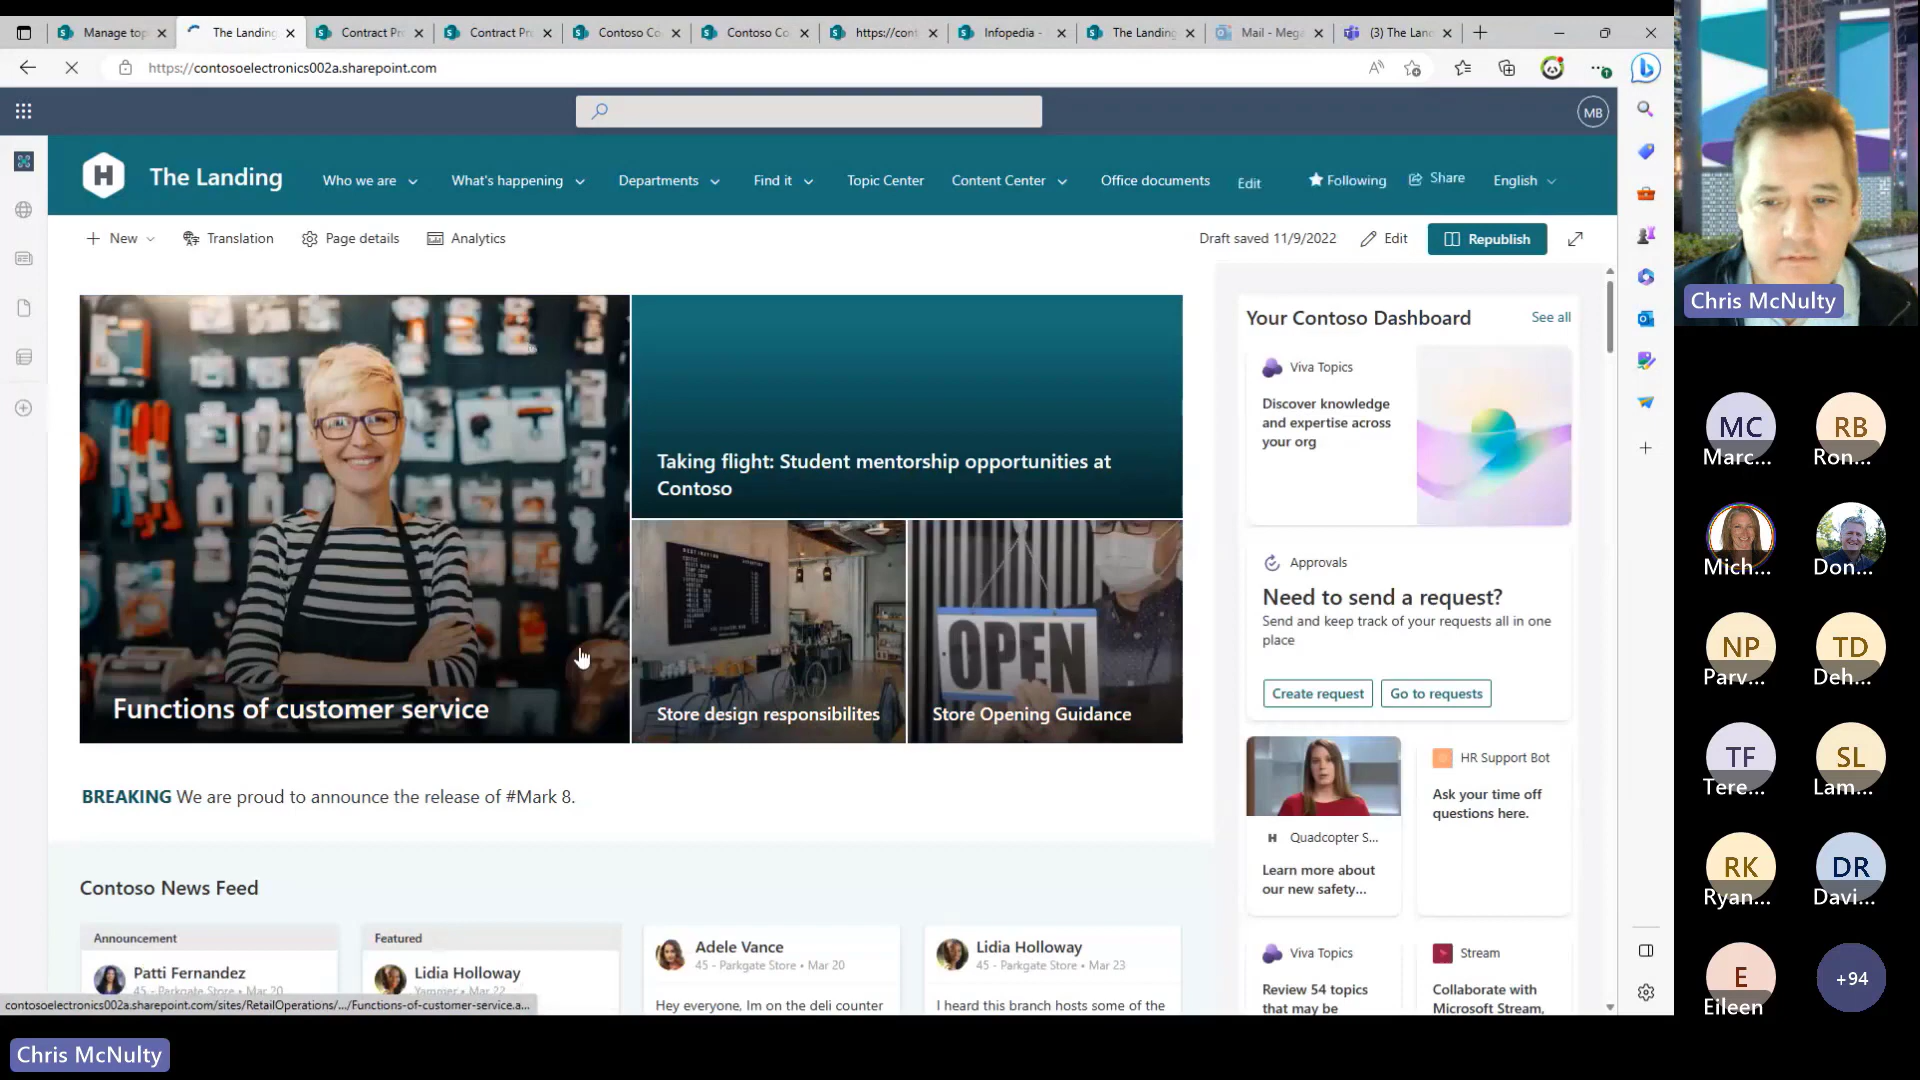 Manage top
The Landing
Contract Pr
Contract Pr
Contoso Co
Contoso Co
https://cont
Infopedia -
The Landing
Mail - Mega
(3) The Lan
https://contosoelectronics002a.sharepoint.com
MB
H
The Landing
Who we are
What's happening
Departments
Find it
Topic Center
Content Center
Office documents
Edit
Following
Share
English
New
Translation
Page details
Analytics
Draft saved 11/9/2022
Edit
Republish
Taking flight: Student mentorship opportunities at
Contoso
OPEN
Functions of customer service
Store design responsibilites
Store Opening Guidance
BREAKING We are proud to announce the release of #Mark 8.
Contoso News Feed
Announcement
Patti Fernandez
45 - Parkgate Store • Mar 20
Featured
Lidia Holloway
Yammer • Mar 22
Adele Vance
45 - Parkgate Store • Mar 20
Hey everyone, Im on the deli counter
Lidia Holloway
45 - Parkgate Store • Mar 23
I heard this branch hosts some of the
contosoelectronics002a.sharepoint.com/sites/RetailOperations/.../Functions-of-customer-service.a...
Your Contoso Dashboard
See all
Viva Topics
Discover knowledge
and expertise across
your org
Approvals
Need to send a request?
Send and keep track of your requests all in one
place
Create request
Go to requests
H Quadcopter S...
Learn more about
our new safety...
HR Support Bot
Ask your time off
questions here.
Viva Topics
Review 54 topics
that may be
Stream
Collaborate with
Microsoft Stream,
Chris McNulty
MC
Marc...
RB
Ron...
Mich...
Don...
NP
Parv...
TD
Deh...
TF
Tere...
SL
Lam...
RK
Ryan...
DR
Davi...
E
Eileen
+94
Chris McNulty